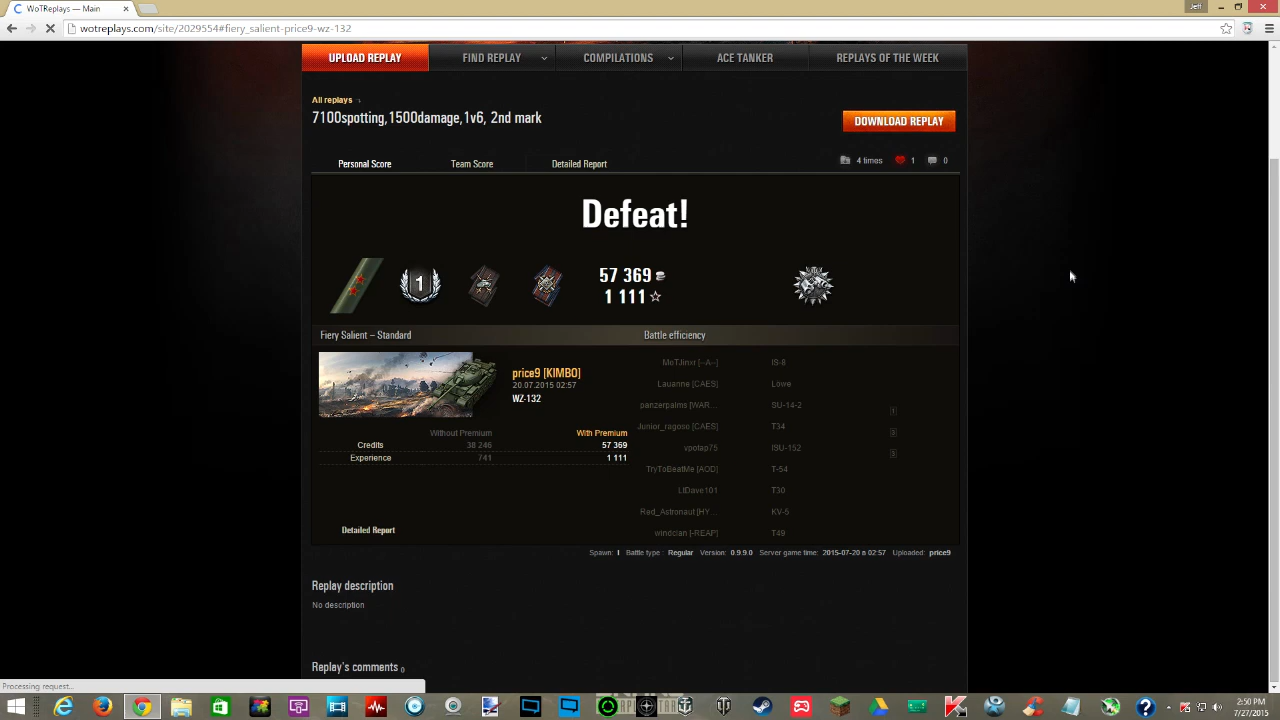 WoTReplays — Main
Jeff
wotreplays.com/site/2029554#fiery_salient-price9-wz-132
UPLOAD REPLAY FIND REPLAY COMPILATIONS ACE TANKER REPLAYS OF THE WEEK
All replays
7100spotting,1500damage,1v6, 2nd mark
DOWNLOAD REPLAY
Personal Score Team Score Detailed Report 4 times 1 0
Defeat!
1
57 369
1 111
Fiery Salient – Standard Battle efficiency
price9 [KIMBO]
20.07.2015 02:57
WZ-132
Without Premium With Premium
Credits 38 246 57 369
Experience 741 1 111
Detailed Report
MoTJinxr [--A--] IS-8
Lauanne [CAES] Löwe
panzerpalms [WAR... SU-14-2
Junior_ragoso [CAES] T34
vpotap75 ISU-152
TryToBeatMe [AOD] T-54
LtDave101 T30
Red_Astronaut [HY... KV-5
windcian [-REAP] T49
Spawn: I Battle type : Regular Version: 0.9.9.0 Server game time: 2015-07-20 в 02:57 Uploaded: price9
Replay description
No description
Replay's comments 0
Processing request...
2:50 PM
7/27/2015